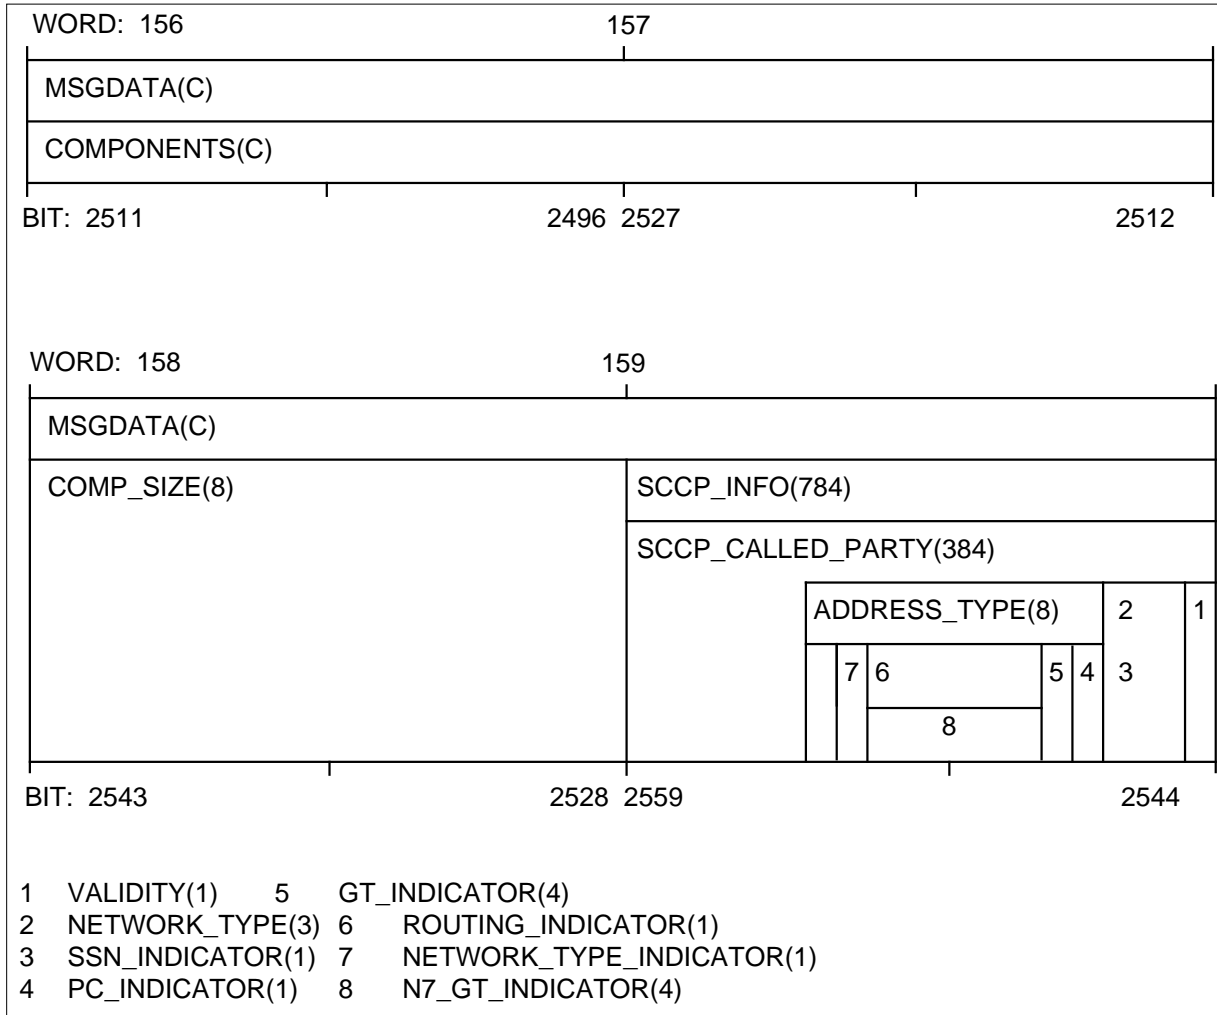 WORD: 156 157
MSGDATA(C)
COMPONENTS(C)
BIT: 2511 2496 2527 2512
WORD: 158 159
MSGDATA(C)
COMP_SIZE(8) SCCP_INFO(784)
SCCP_CALLED_PARTY(384)
ADDRESS_TYPE(8) 2 1
7 6 5 4 3
8
BIT: 2543 2528 2559 2544
1 VALIDITY(1) 5 GT_INDICATOR(4)
2 NETWORK_TYPE(3) 6 ROUTING_INDICATOR(1)
3 SSN_INDICATOR(1) 7 NETWORK_TYPE_INDICATOR(1)
4 PC_INDICATOR(1) 8 N7_GT_INDICATOR(4)